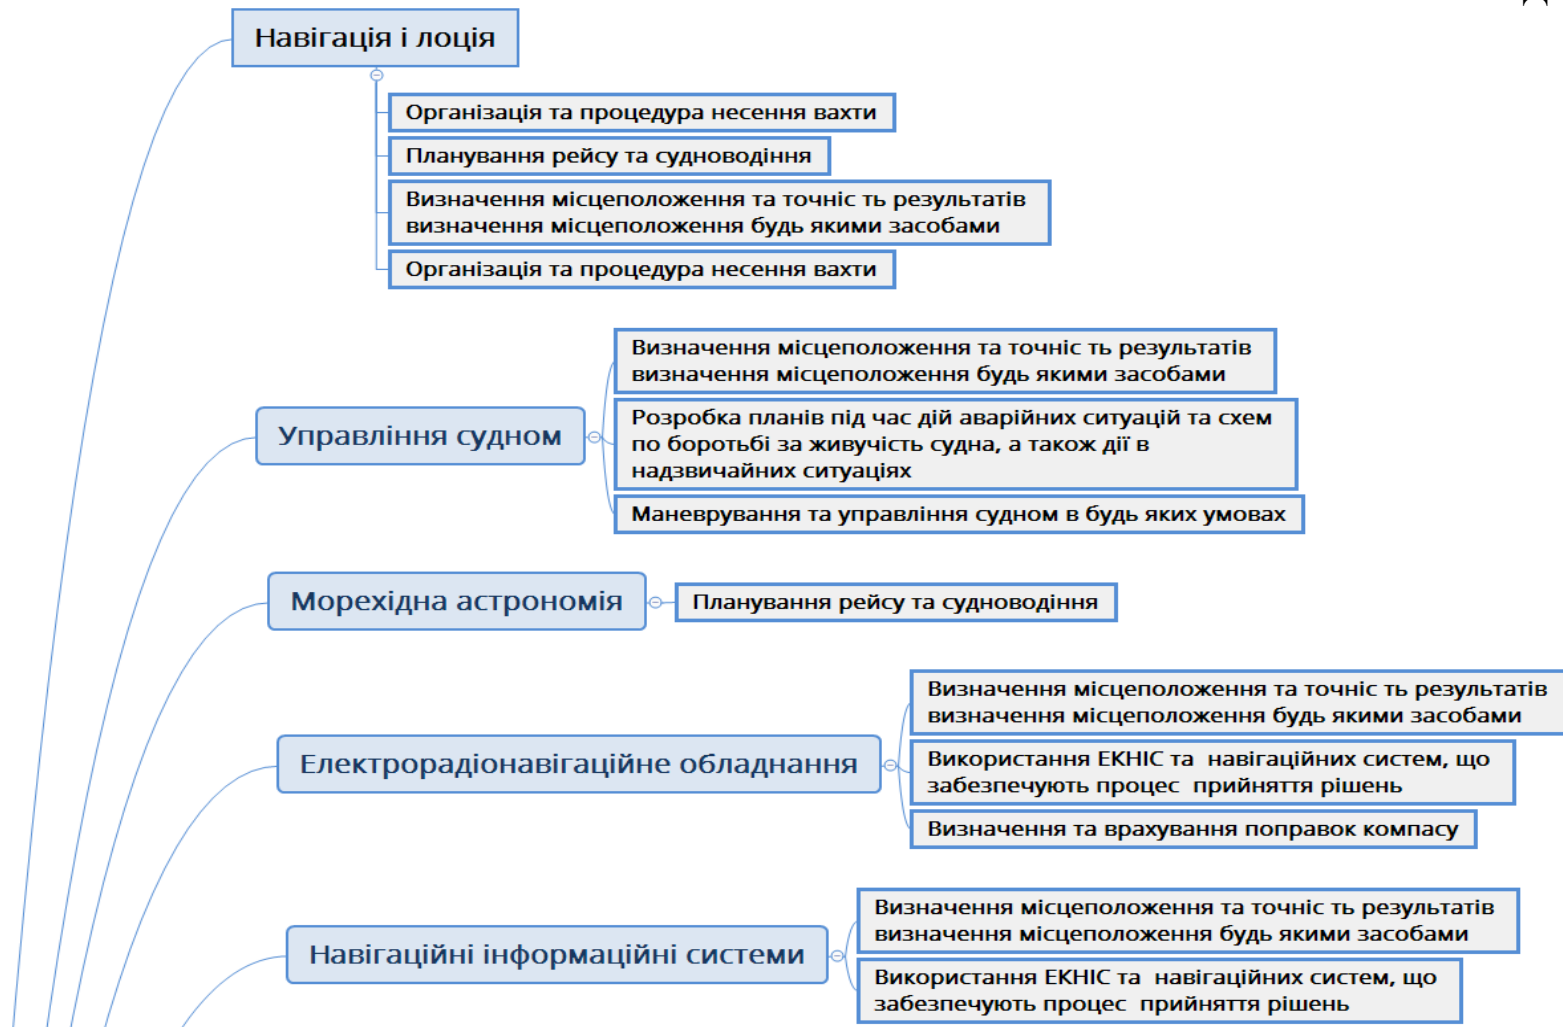 Навігація і лоція
Організація та процедура несення вахти
Планування рейсу та судноводіння
Визначення місцеположення та точніс ть результатів
визначення місцеположення будь якими засобами
Організація та процедура несення вахти
Управління судном
Визначення місцеположення та точніс ть результатів
визначення місцеположення будь якими засобами
Розробка планів під час дій аварійних ситуацій та схем
по боротьбі за живучість судна, а також дії в
надзвичайних ситуаціях
Маневрування та управління судном в будь яких умовах
Морехідна астрономія
Планування рейсу та судноводіння
Електрорадіонавігаційне обладнання
Визначення місцеположення та точніс ть результатів
визначення місцеположення будь якими засобами
Використання ЕКНІС та  навігаційних систем, що
забезпечують процес  прийняття рішень
Визначення та врахування поправок компасу
Навігаційні інформаційні системи
Визначення місцеположення та точніс ть результатів
визначення місцеположення будь якими засобами
Використання ЕКНІС та  навігаційних систем, що
забезпечують процес  прийняття рішень